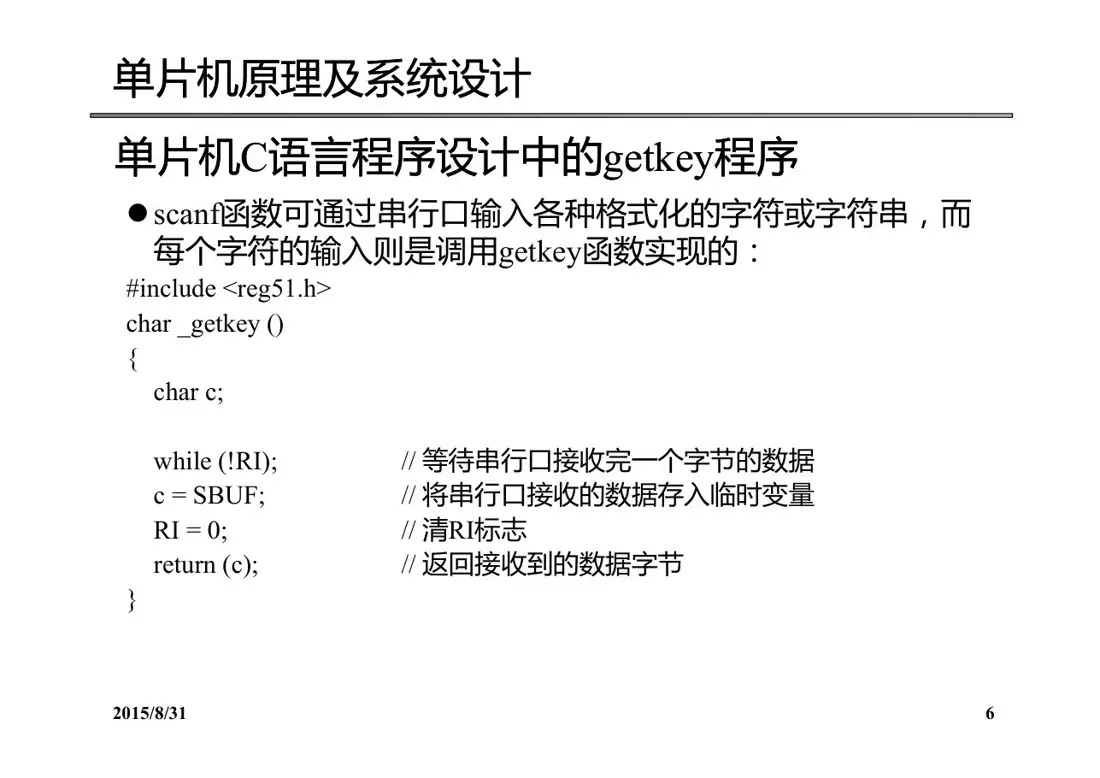 单片机原理及系统设计
单片机C语言程序设计中的getkey程序
●scanf函数可通过串行口输入各种格式化的字符或字符串，而
每个字符的输入则是调用getkey函数实现的：
#include <reg51.h>
char _getkey ()
{
char c;
while (!RI); // 等待串行口接收完一个字节的数据
c = SBUF; // 将串行口接收的数据存入临时变量
RI = 0; // 清RI标志
return (c); // 返回接收到的数据字节
}
2015/8/31 6